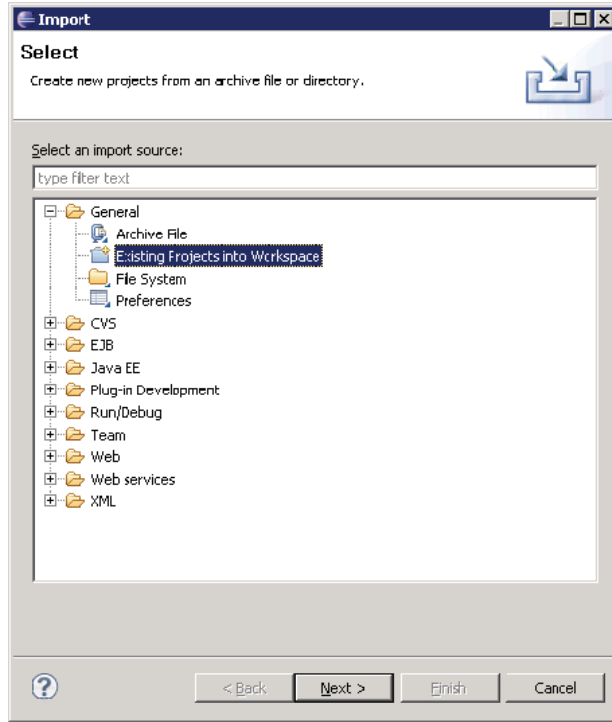 Import
Select
Create new projects from an archive file or directory.
Select an import source:
type filter text
General
Archive File
Existing Projects into Workspace
File System
Preferences
CVS
EJB
Java EE
Plug-in Development
Run/Debug
Team
Web
Web services
XML
?
< Back
Next >
Finish
Cancel